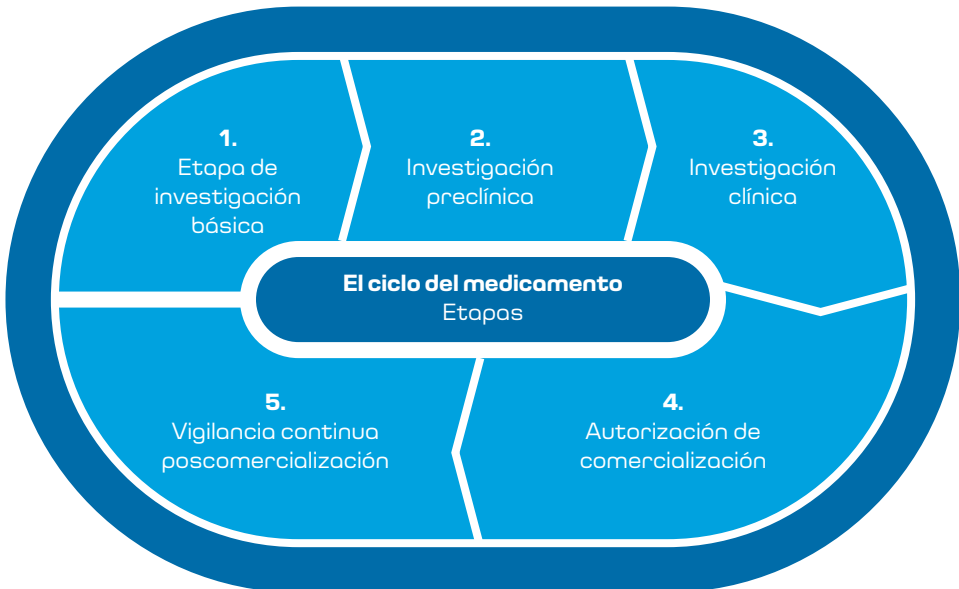 1.
Etapa de
investigación
básica
2.
Investigación
preclínica
3.
Investigación
clínica
El ciclo del medicamento
Etapas
5.
Vigilancia continua
poscomercialización
4.
Autorización de
comercialización